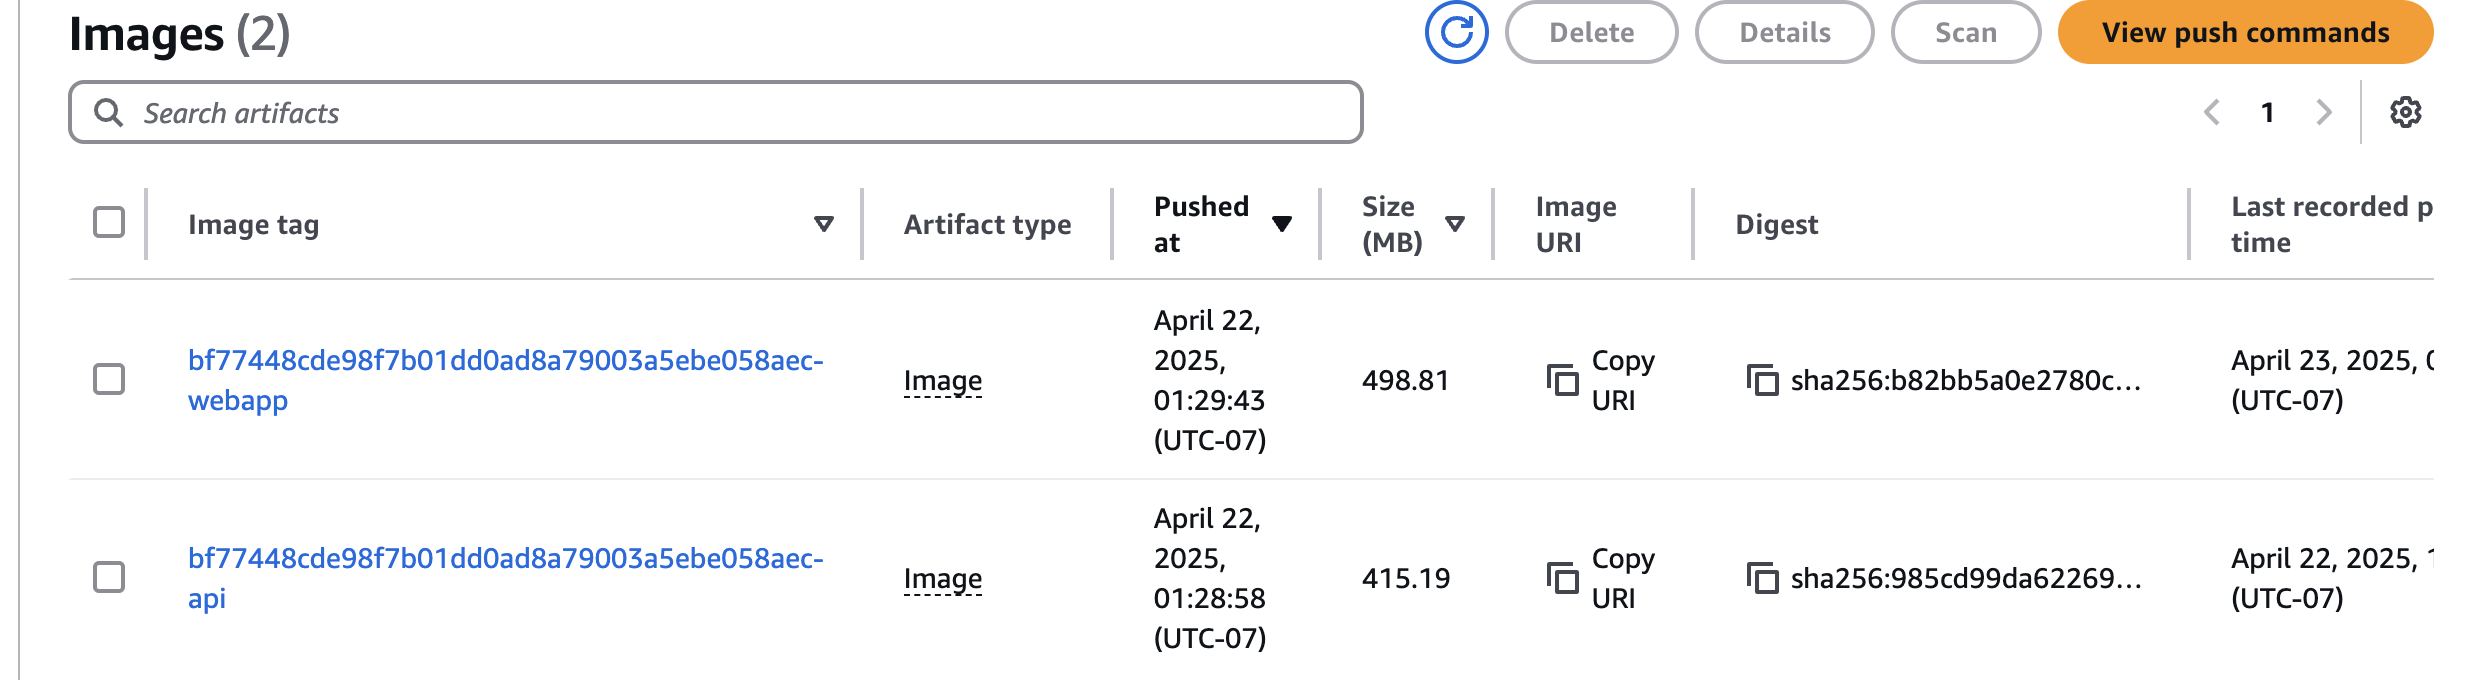 Images (2)
Delete
Details
Scan
View push commands
Search artifacts
1
Image tag
Artifact type
Pushed
at
Size
(MB)
Image
URI
Digest
Last recorded p
time
bf77448cde98f7b01dd0ad8a79003a5ebe058aec-
webapp
Image
April 22,
2025,
01:29:43
(UTC-07)
498.81
Copy
URI
sha256:b82bb5a0e2780c...
April 23, 2025,
(UTC-07)
bf77448cde98f7b01dd0ad8a79003a5ebe058aec-
api
Image
April 22,
2025,
01:28:58
(UTC-07)
415.19
Copy
URI
sha256:985cd99da62269...
April 22, 2025,
(UTC-07)